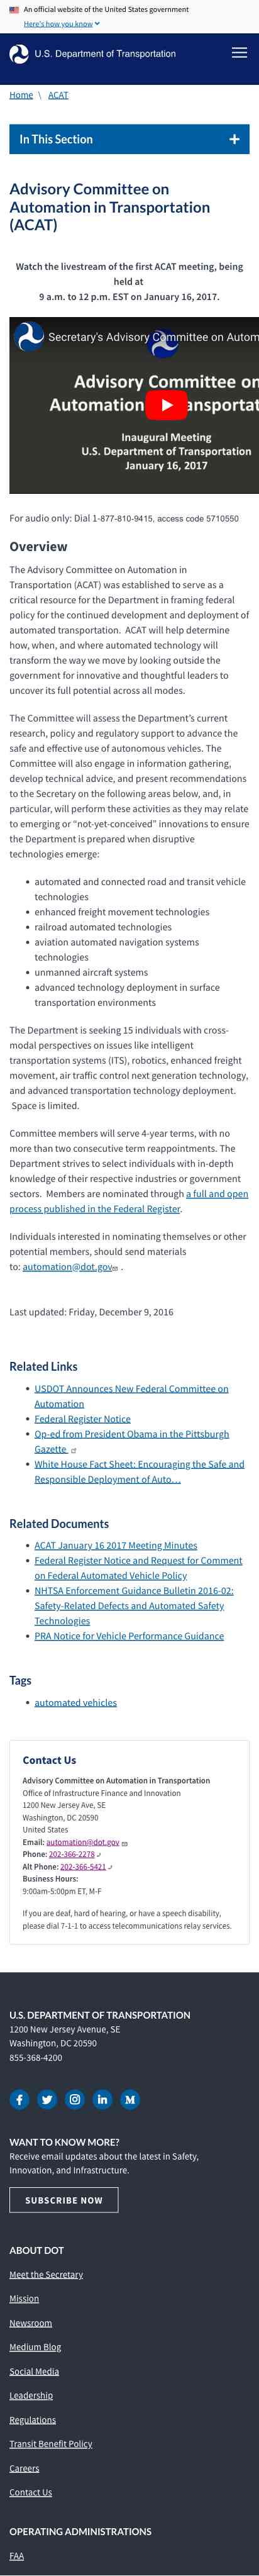 An official website of the United States government
Here's how you know
U.S. Department of Transportation
Home \ ACAT
In This Section
Advisory Committee on
Automation in Transportation
(ACAT)
Watch the livestream of the first ACAT meeting, being
held at
9 a.m. to 12 p.m. EST on January 16, 2017.
Secretary's Advisory Committee on Autom
Advisory Committee on
Automation in Transportation
Inaugural Meeting
U.S. Department of Transportation
January 16, 2017
For audio only: Dial 1-877-810-9415, access code 5710550
Overview
The Advisory Committee on Automation in
Transportation (ACAT) was established to serve as a
critical resource for the Department in framing federal
policy for the continued development and deployment of
automated transportation.  ACAT will help determine
how, when, and where automated technology will
transform the way we move by looking outside the
government for innovative and thoughtful leaders to
uncover its full potential across all modes.
The Committee will assess the Department's current
research, policy and regulatory support to advance the
safe and effective use of autonomous vehicles. The
Committee will also engage in information gathering,
develop technical advice, and present recommendations
to the Secretary on the following areas below, and, in
particular, will perform these activities as they may relate
to emerging or “not-yet-conceived” innovations to ensure
the Department is prepared when disruptive
technologies emerge:
• automated and connected road and transit vehicle
technologies
• enhanced freight movement technologies
• railroad automated technologies
• aviation automated navigation systems
technologies
• unmanned aircraft systems
• advanced technology deployment in surface
transportation environments
The Department is seeking 15 individuals with cross-
modal perspectives on issues like intelligent
transportation systems (ITS), robotics, enhanced freight
movement, air traffic control next generation technology,
and advanced transportation technology deployment.
Space is limited.
Committee members will serve 4-year terms, with no
more than two consecutive term reappointments. The
Department strives to select individuals with in-depth
knowledge of their respective industries or government
sectors.  Members are nominated through a full and open
process published in the Federal Register.
Individuals interested in nominating themselves or other
potential members, should send materials
to: automation@dot.gov .
Last updated: Friday, December 9, 2016
Related Links
• USDOT Announces New Federal Committee on
Automation
• Federal Register Notice
• Op-ed from President Obama in the Pittsburgh
Gazette
• White House Fact Sheet: Encouraging the Safe and
Responsible Deployment of Auto…
Related Documents
• ACAT January 16 2017 Meeting Minutes
• Federal Register Notice and Request for Comment
on Federal Automated Vehicle Policy
• NHTSA Enforcement Guidance Bulletin 2016-02:
Safety-Related Defects and Automated Safety
Technologies
• PRA Notice for Vehicle Performance Guidance
Tags
• automated vehicles
Contact Us
Advisory Committee on Automation in Transportation
Office of Infrastructure Finance and Innovation
1200 New Jersey Ave, SE
Washington, DC 20590
United States
Email: automation@dot.gov
Phone: 202-366-2278
Alt Phone: 202-366-5421
Business Hours:
9:00am-5:00pm ET, M-F
If you are deaf, hard of hearing, or have a speech disability,
please dial 7-1-1 to access telecommunications relay services.
U.S. DEPARTMENT OF TRANSPORTATION
1200 New Jersey Avenue, SE
Washington, DC 20590
855-368-4200
WANT TO KNOW MORE?
Receive email updates about the latest in Safety,
Innovation, and Infrastructure.
SUBSCRIBE NOW
ABOUT DOT
Meet the Secretary
Mission
Newsroom
Medium Blog
Social Media
Leadership
Regulations
Transit Benefit Policy
Careers
Contact Us
OPERATING ADMINISTRATIONS
FAA